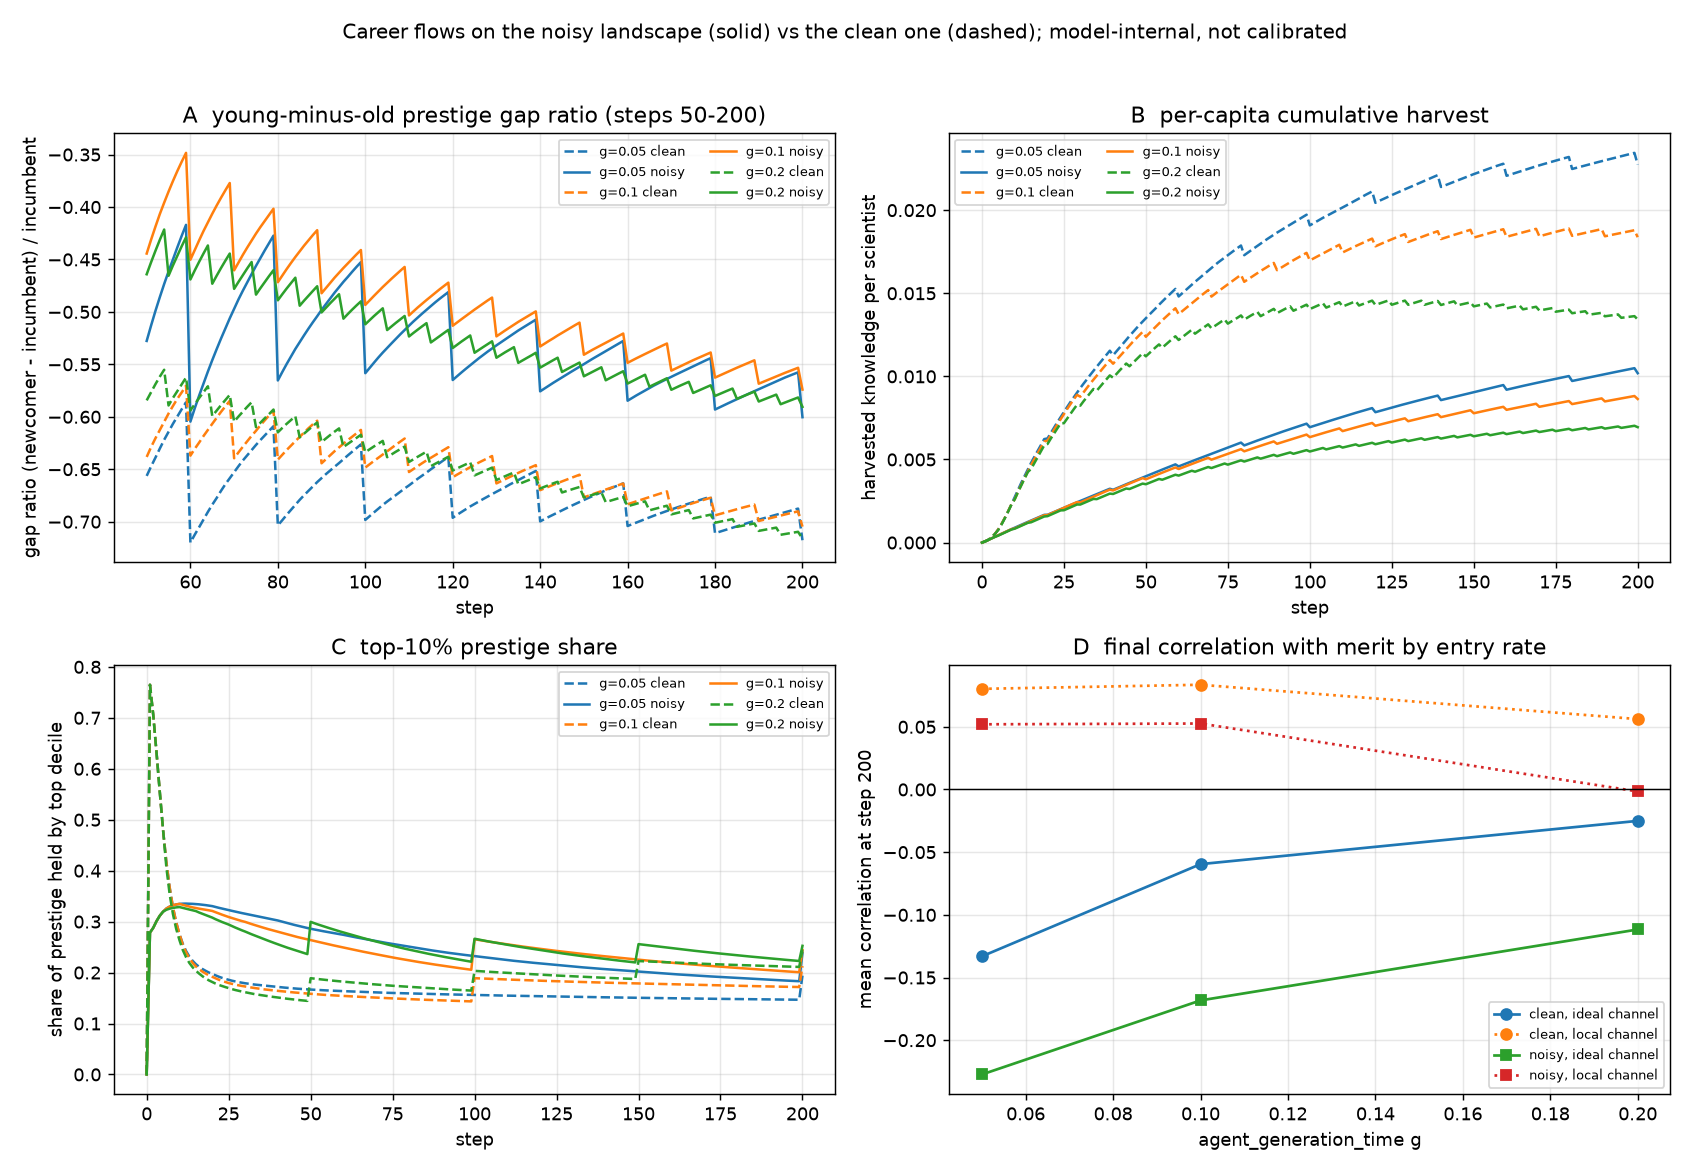 Career flows on the noisy landscape (solid) vs the clean one (dashed); model-internal, not calibrated
A  young-minus-old prestige gap ratio (steps 50-200)
gap ratio (newcomer - incumbent) / incumbent
−0.35
−0.40
−0.45
−0.50
−0.55
−0.60
−0.65
−0.70
g=0.05 clean
g=0.05 noisy
g=0.1 clean
g=0.1 noisy
g=0.2 clean
g=0.2 noisy
60 80 100 120 140 160 180 200
step
B  per-capita cumulative harvest
harvested knowledge per scientist
0.020
0.015
0.010
0.005
0.000
g=0.05 clean
g=0.05 noisy
g=0.1 clean
g=0.1 noisy
g=0.2 clean
g=0.2 noisy
0 25 50 75 100 125 150 175 200
step
C  top-10% prestige share
share of prestige held by top decile
0.8
0.7
0.6
0.5
0.4
0.3
0.2
0.1
0.0
g=0.05 clean
g=0.05 noisy
g=0.1 clean
g=0.1 noisy
g=0.2 clean
g=0.2 noisy
0 25 50 75 100 125 150 175 200
step
D  final correlation with merit by entry rate
mean correlation at step 200
0.05
0.00
−0.05
−0.10
−0.15
−0.20
clean, ideal channel
clean, local channel
noisy, ideal channel
noisy, local channel
0.06 0.08 0.10 0.12 0.14 0.16 0.18 0.20
agent_generation_time g